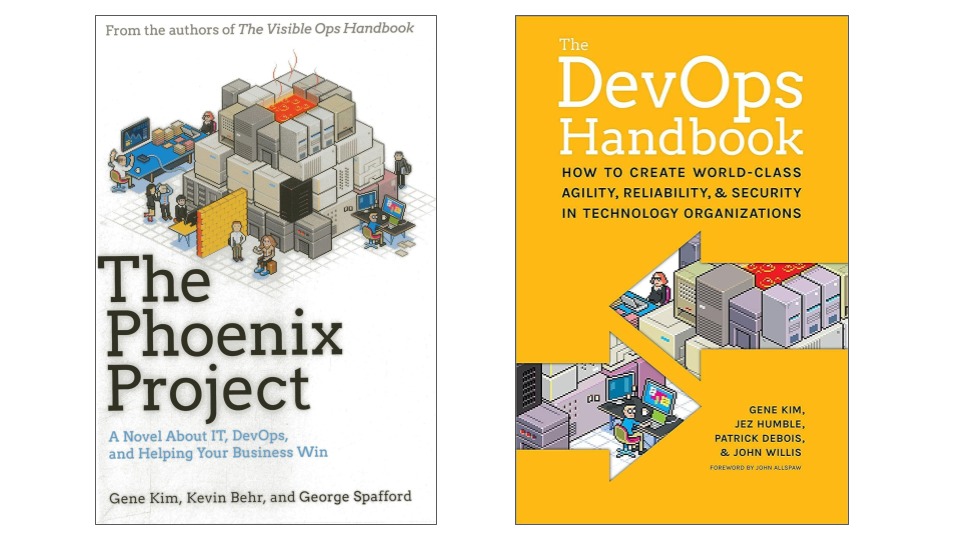 From the authors of The Visible Ops Handbook
The
Phoenix
Project
A Novel About IT, DevOps,
and Helping Your Business Win
Gene Kim, Kevin Behr, and George Spafford
The
DevOps
Handbook
HOW TO CREATE WORLD-CLASS
AGILITY, RELIABILITY, & SECURITY
IN TECHNOLOGY ORGANIZATIONS
GENE KIM,
JEZ HUMBLE,
PATRICK DEBOIS,
& JOHN WILLIS
FOREWORD BY JOHN ALLSPAW